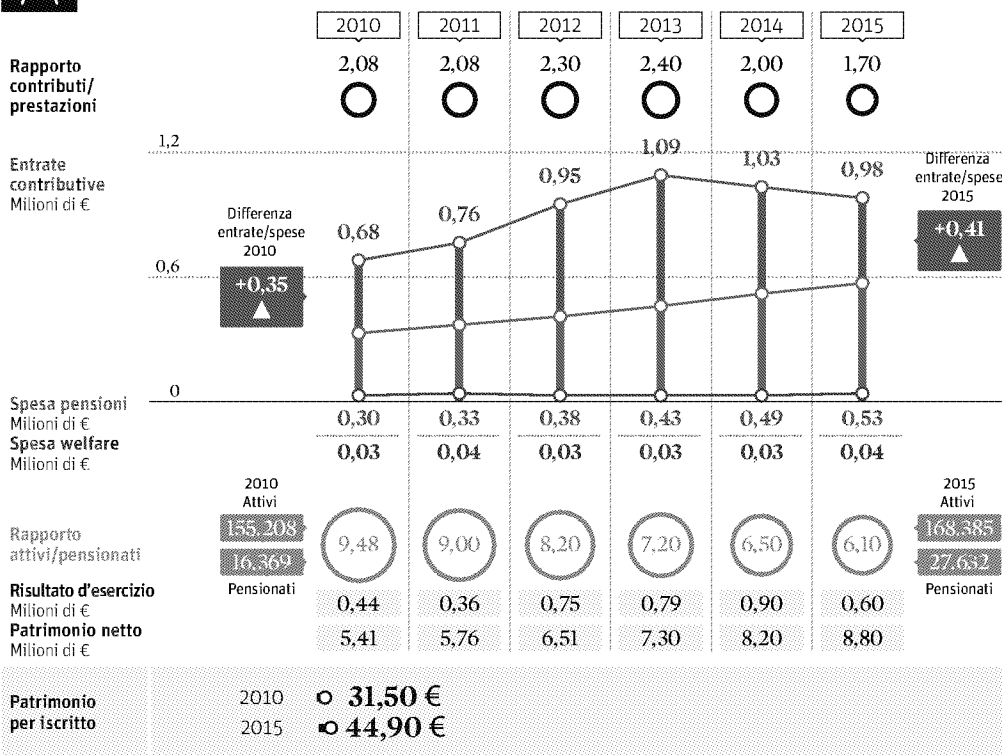 2010 2011 2012 2013 2014 2015
Rapporto
contributi/
prestazioni
2,08 2,08 2,30 2,40 2,00 1,70
Entrate
contributive
Milioni di €
1,2
0,6
0
Differenza
entrate/spese
2010
+0,35
0,68 0,76 0,95 1,09 1,03 0,98
Differenza
entrate/spese
2015
+0,41
Spesa pensioni
Milioni di €
0,30 0,33 0,38 0,43 0,49 0,53
Spesa welfare
Milioni di €
0,03 0,04 0,03 0,03 0,03 0,04
Rapporto
attivi/pensionati
2010
Attivi
155.208
16.369
Pensionati
9,48 9,00 8,20 7,20 6,50 6,10
2015
Attivi
168.385
27.632
Pensionati
Risultato d'esercizio
Milioni di €
0,44 0,36 0,75 0,79 0,90 0,60
Patrimonio netto
Milioni di €
5,41 5,76 6,51 7,30 8,20 8,80
Patrimonio
per iscritto
2010 31,50 €
2015 44,90 €